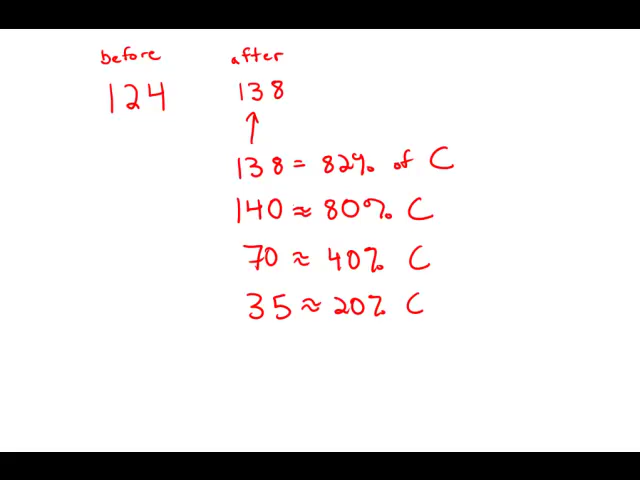 before after
124 138
↑
138 = 82% of C
140 ≈ 80% C
70 ≈ 40% C
35 ≈ 20% C